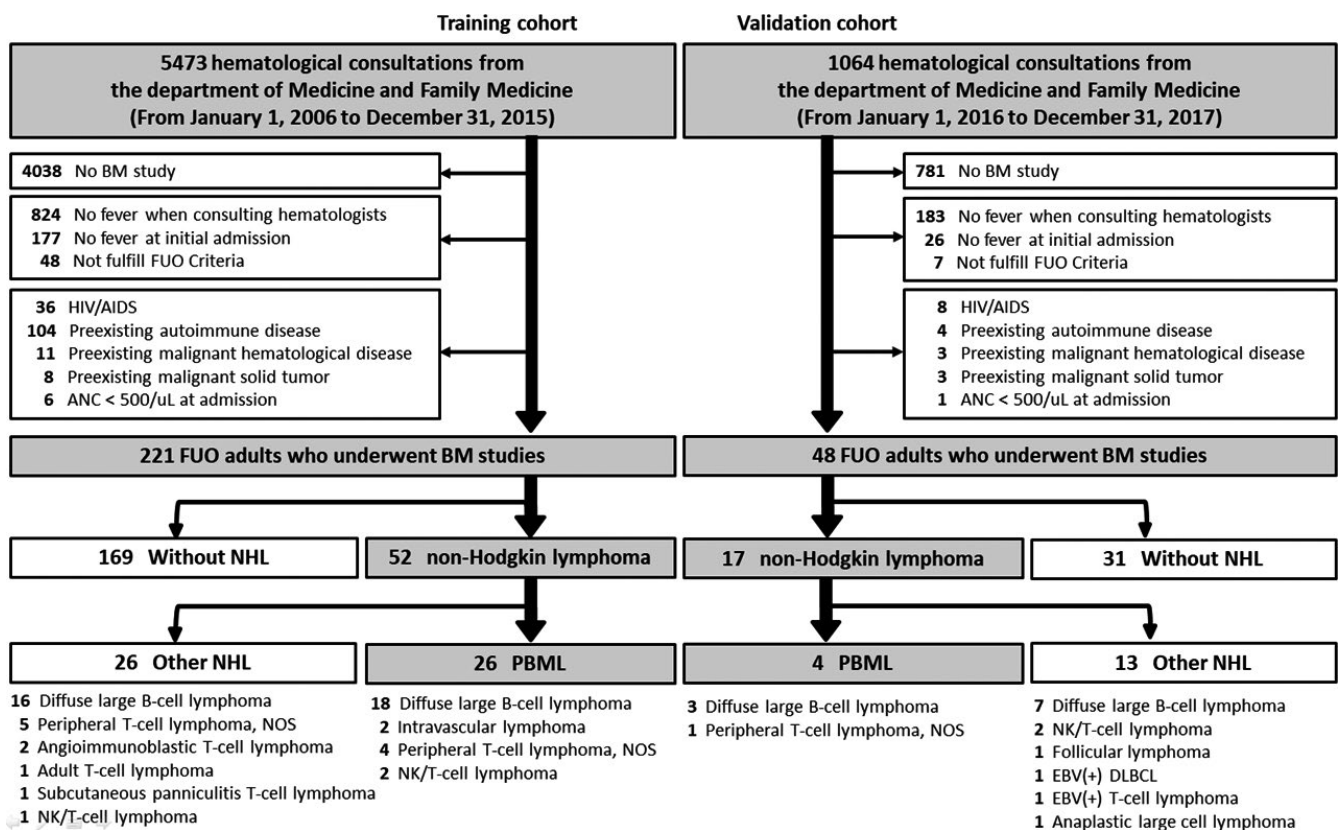 Training cohort
5473 hematological consultations from
the department of Medicine and Family Medicine
(From January 1, 2006 to December 31, 2015)
4038 No BM study
824 No fever when consulting hematologists
177 No fever at initial admission
48 Not fulfill FUO Criteria
36 HIV/AIDS
104 Preexisting autoimmune disease
11 Preexisting malignant hematological disease
8 Preexisting malignant solid tumor
6 ANC < 500/uL at admission
221 FUO adults who underwent BM studies
169 Without NHL
52 non-Hodgkin lymphoma
26 Other NHL
16 Diffuse large B-cell lymphoma
5 Peripheral T-cell lymphoma, NOS
2 Angioimmunoblastic T-cell lymphoma
1 Adult T-cell lymphoma
1 Subcutaneous panniculitis T-cell lymphoma
1 NK/T-cell lymphoma
26 PBML
18 Diffuse large B-cell lymphoma
2 Intravascular lymphoma
4 Peripheral T-cell lymphoma, NOS
2 NK/T-cell lymphoma
Validation cohort
1064 hematological consultations from
the department of Medicine and Family Medicine
(From January 1, 2016 to December 31, 2017)
781 No BM study
183 No fever when consulting hematologists
26 No fever at initial admission
7 Not fulfill FUO Criteria
8 HIV/AIDS
4 Preexisting autoimmune disease
3 Preexisting malignant hematological disease
3 Preexisting malignant solid tumor
1 ANC < 500/uL at admission
48 FUO adults who underwent BM studies
17 non-Hodgkin lymphoma
31 Without NHL
4 PBML
3 Diffuse large B-cell lymphoma
1 Peripheral T-cell lymphoma, NOS
13 Other NHL
7 Diffuse large B-cell lymphoma
2 NK/T-cell lymphoma
1 Follicular lymphoma
1 EBV(+) DLBCL
1 EBV(+) T-cell lymphoma
1 Anaplastic large cell lymphoma